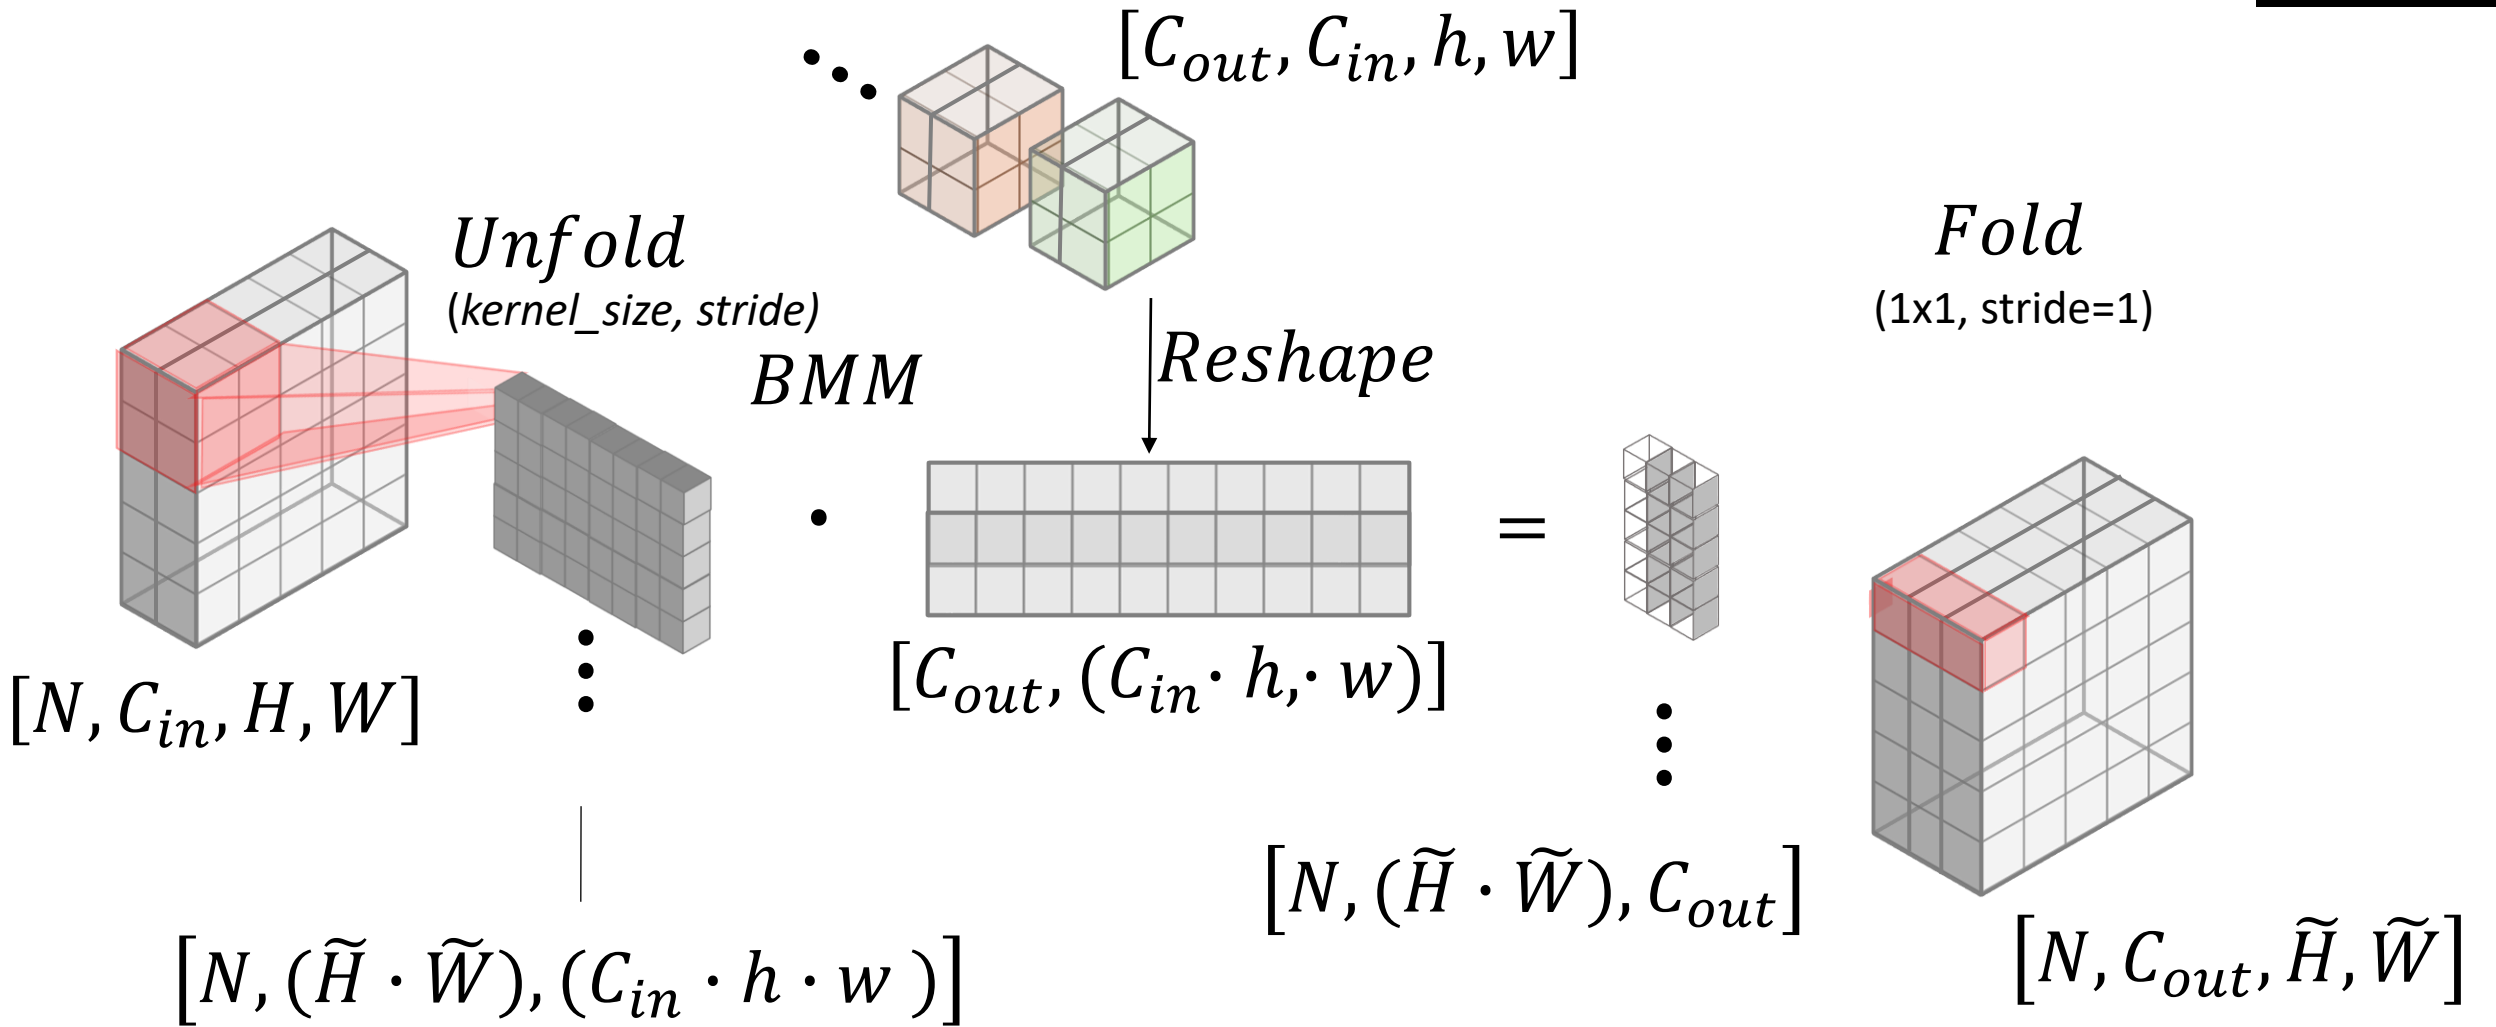 [C_out, C_in, h, w]
Unfold
(kernel_size, stride)
Fold
(1x1, stride=1)
BMM
Reshape
=
[N, C_in, H, W]
[C_out, (C_in · h,· w)]
[N, (H̃ · W̃), C_out]
[N, (H̃ · W̃), (C_in · h · w )]
[N, C_out, H̃, W̃]